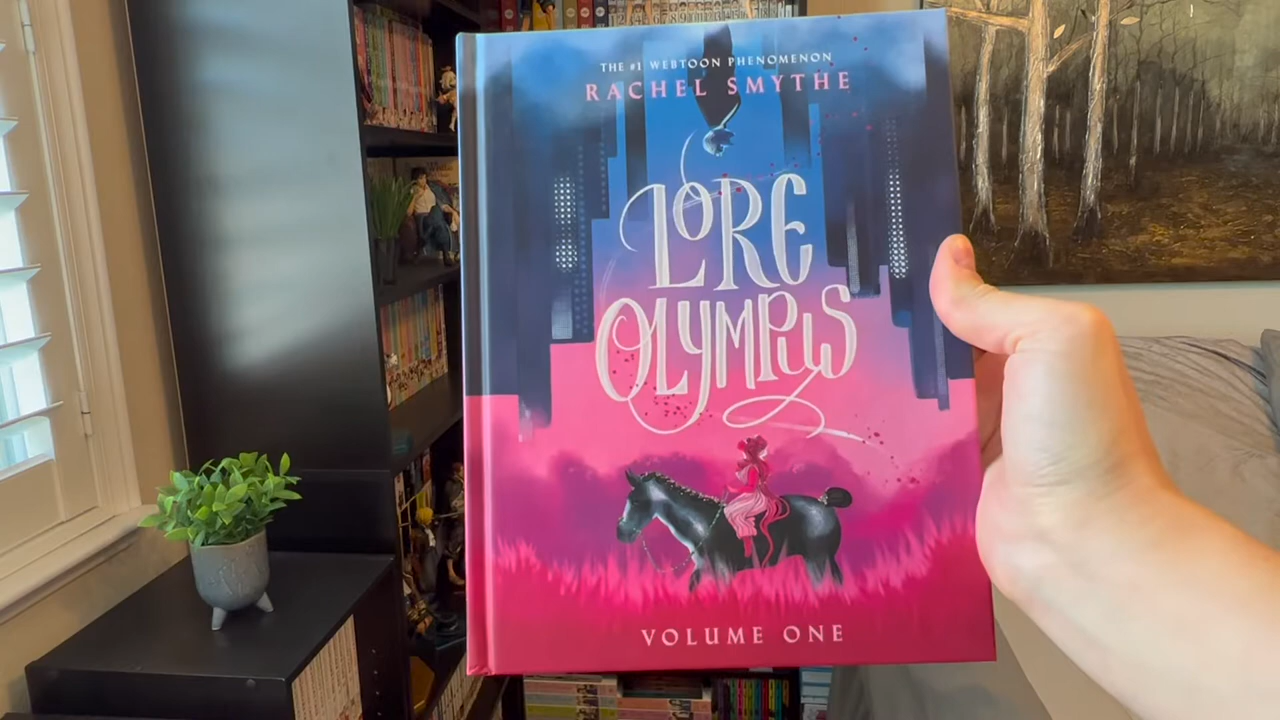 THE #1 WEBTOON PHENOMENON
RACHEL SMYTHE
LORE
OLYMPUS
VOLUME ONE